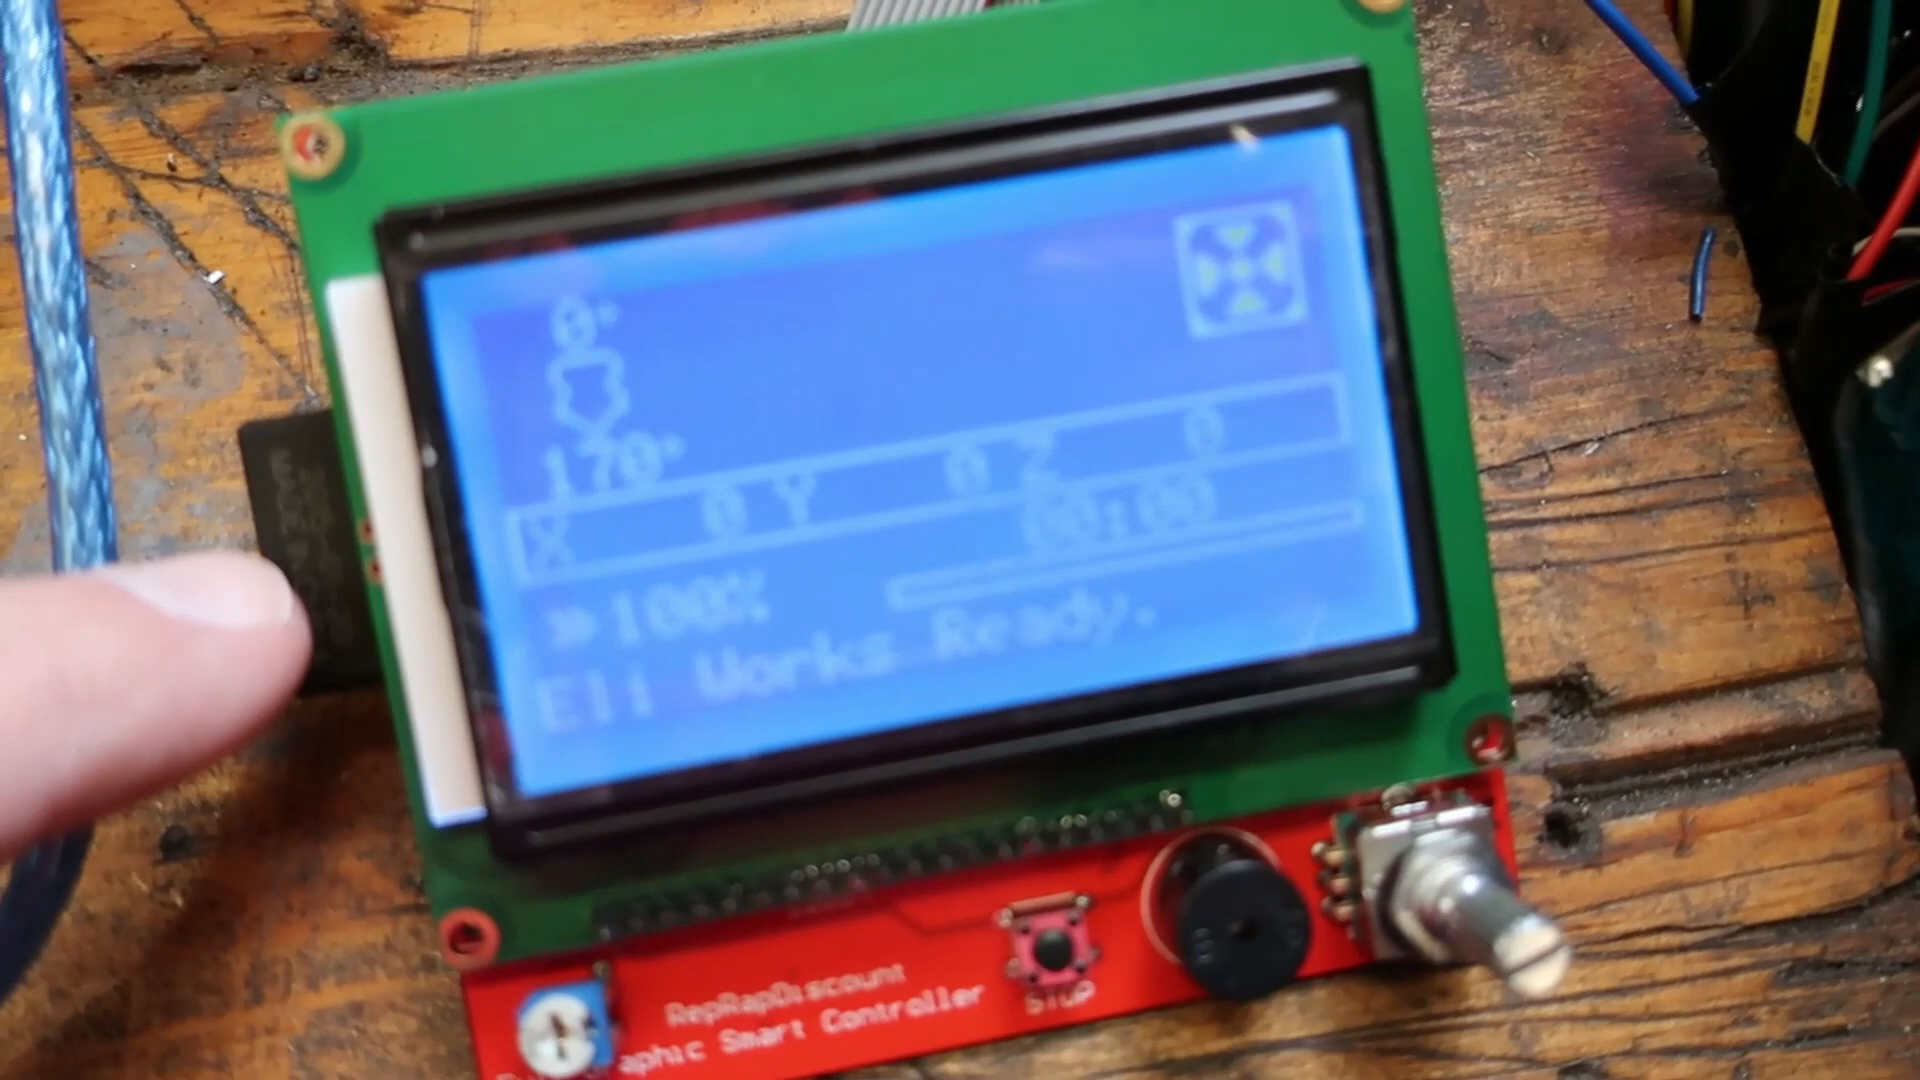 0°
170°
X 0 Y 0 Z 0
00:00
»100%
Eli Works Ready.
RepRapDiscount
Smart Controller
STOP